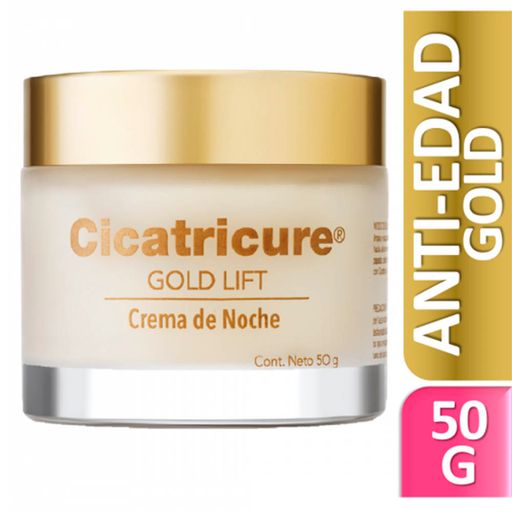 Cicatricure®
GOLD LIFT
Crema de Noche
Cont. Neto 50 g
ANTI-EDAD
GOLD
50
G